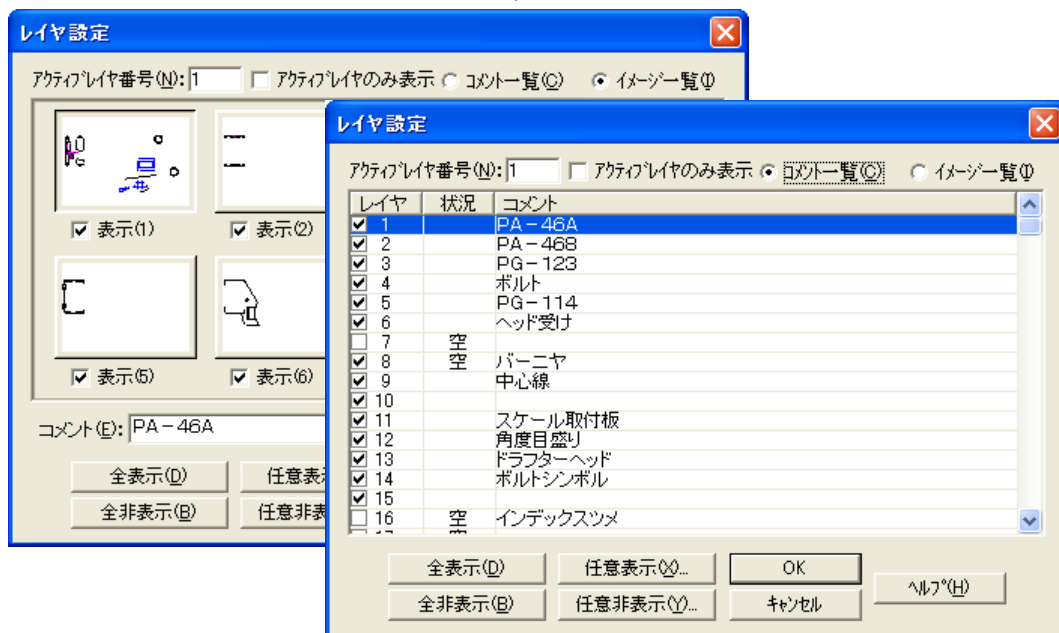 レイヤ設定
アクティブレイヤ番号(N): 1 アクティブレイヤのみ表示 コメント一覧(C) イメージ一覧(I)
表示(1) 表示(2)
表示(5) 表示(6)
コメント(E): PA-46A
全表示(D)
全非表示(B)
レイヤ設定
アクティブレイヤ番号(N): 1 アクティブレイヤのみ表示 コメント一覧(C) イメージ一覧(I)
レイヤ 状況 コメント
1 PA-46A
2 PA-468
3 PG-123
4 ボルト
5 PG-114
6 ヘッド受け
7 空
8 空 バーニヤ
9 中心線
10
11 スケール取付板
12 角度目盛り
13 ドラフターヘッド
14 ボルトシンボル
15
16 空 インデックスツメ
全表示(D) 任意表示(X)... OK ヘルプ(H)
全非表示(B) 任意非表示(Y)... キャンセル